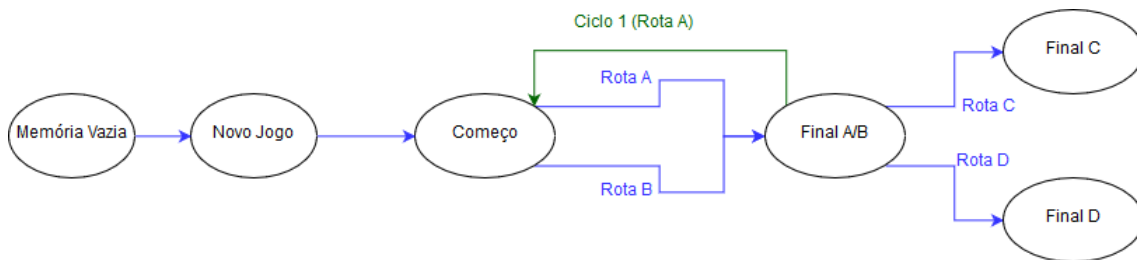 Ciclo 1 (Rota A)
Final C
Rota A
Rota C
Memória Vazia
Novo Jogo
Começo
Final A/B
Rota D
Rota B
Final D